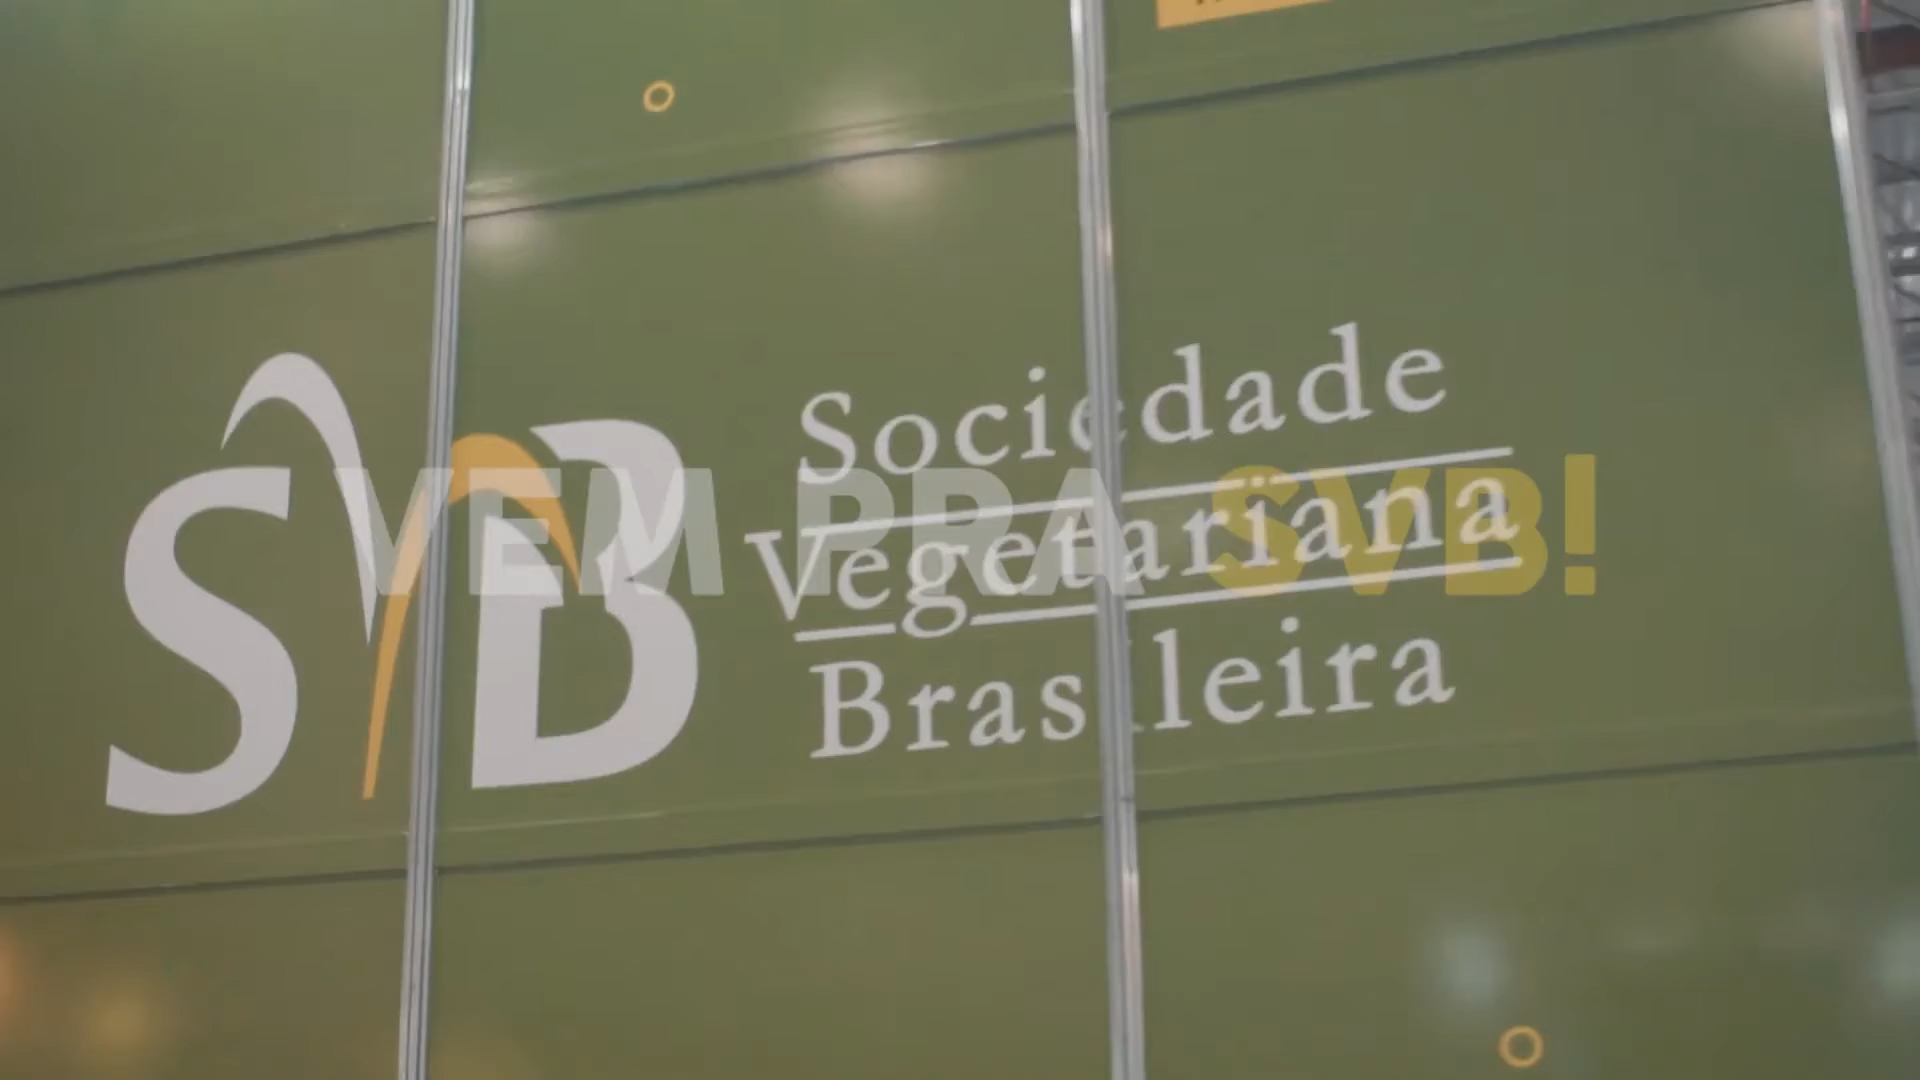 SVB
Sociedade
Vegetariana
Brasileira
VEM PRA SVB!